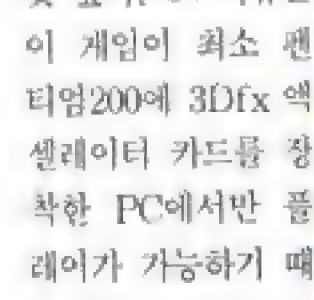 이 게임이 최소 펜
티엄200에 3Dfx 액
셀레이터 카드를 장
착한 PC에서만 플
레이가 가능하기 때